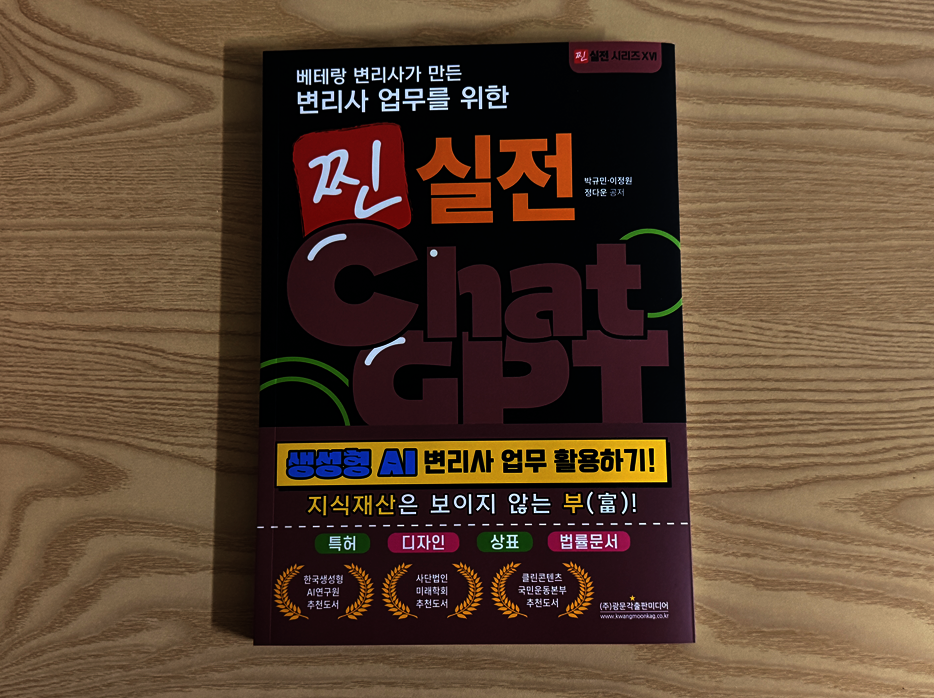 찐 실전 시리즈 XVI
베테랑 변리사가 만든
변리사 업무를 위한
찐 실전
박규민·이정원
정다운 공저
Chat
GPT
생성형 AI 변리사 업무 활용하기!
지식재산은 보이지 않는 부(富)!
특허 디자인 상표 법률문서
한국생성형
AI연구원
추천도서
사단법인
미래학회
추천도서
클린콘텐츠
국민운동본부
추천도서
(주)광문각출판미디어
www.kwangmoonkag.co.kr